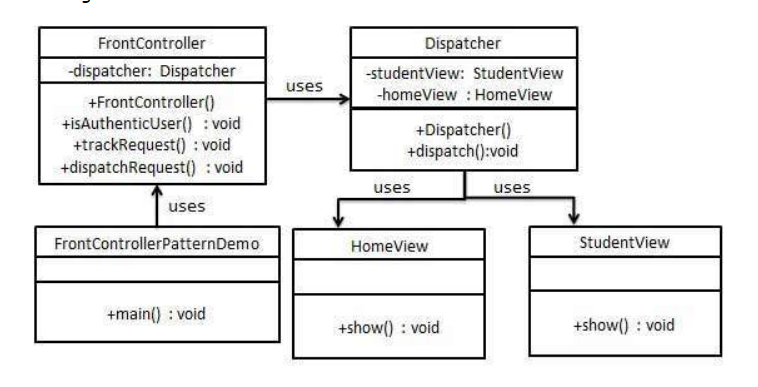 FrontController
-dispatcher: Dispatcher
+FrontController()
+isAuthenticUser() : void
+trackRequest() : void
+dispatchRequest() : void
uses
Dispatcher
-studentView: StudentView
-homeView : HomeView
+Dispatcher()
+dispatch():void
uses
uses
uses
FrontControllerPatternDemo
+main() : void
HomeView
+show() : void
StudentView
+show() : void